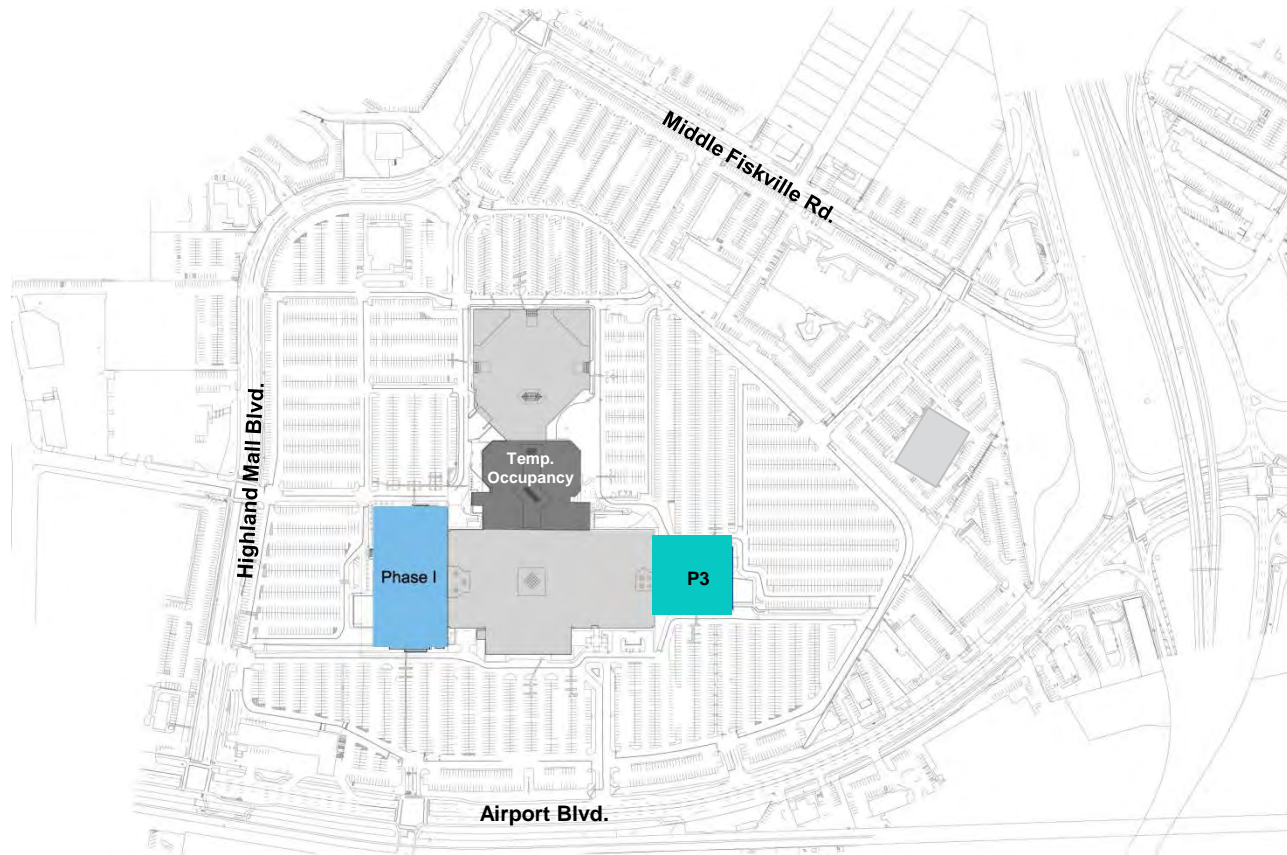 Middle Fiskville Rd.
Highland Mall Blvd.
Temp.
Occupancy
Phase I
P3
Airport Blvd.